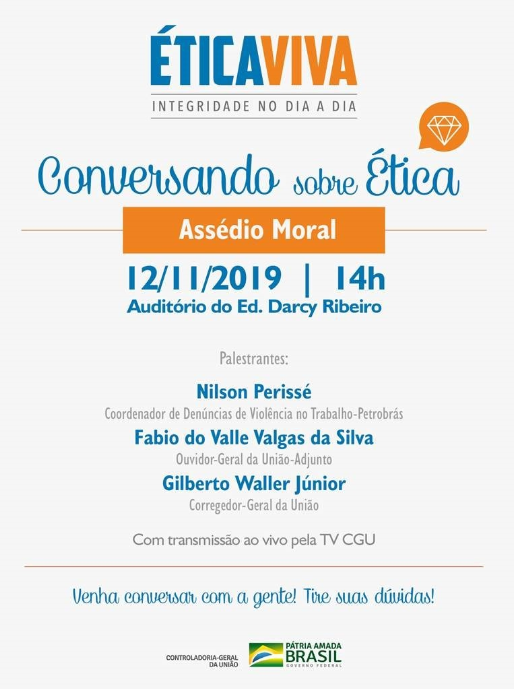 ÉTICAVIVA
INTEGRIDADE NO DIA A DIA
Conversando sobre Ética
Assédio Moral
12/11/2019 | 14h
Auditório do Ed. Darcy Ribeiro
Palestrantes:
Nilson Perissé
Coordenador de Denúncias de Violência no Trabalho-Petrobrás
Fabio do Valle Valgas da Silva
Ouvidor-Geral da União-Adjunto
Gilberto Waller Júnior
Corregedor-Geral da União
Com transmissão ao vivo pela TV CGU
Venha conversar com a gente! Tire suas dúvidas!
CONTROLADORIA-GERAL
DA UNIÃO
PÁTRIA AMADA
BRASIL
GOVERNO FEDERAL